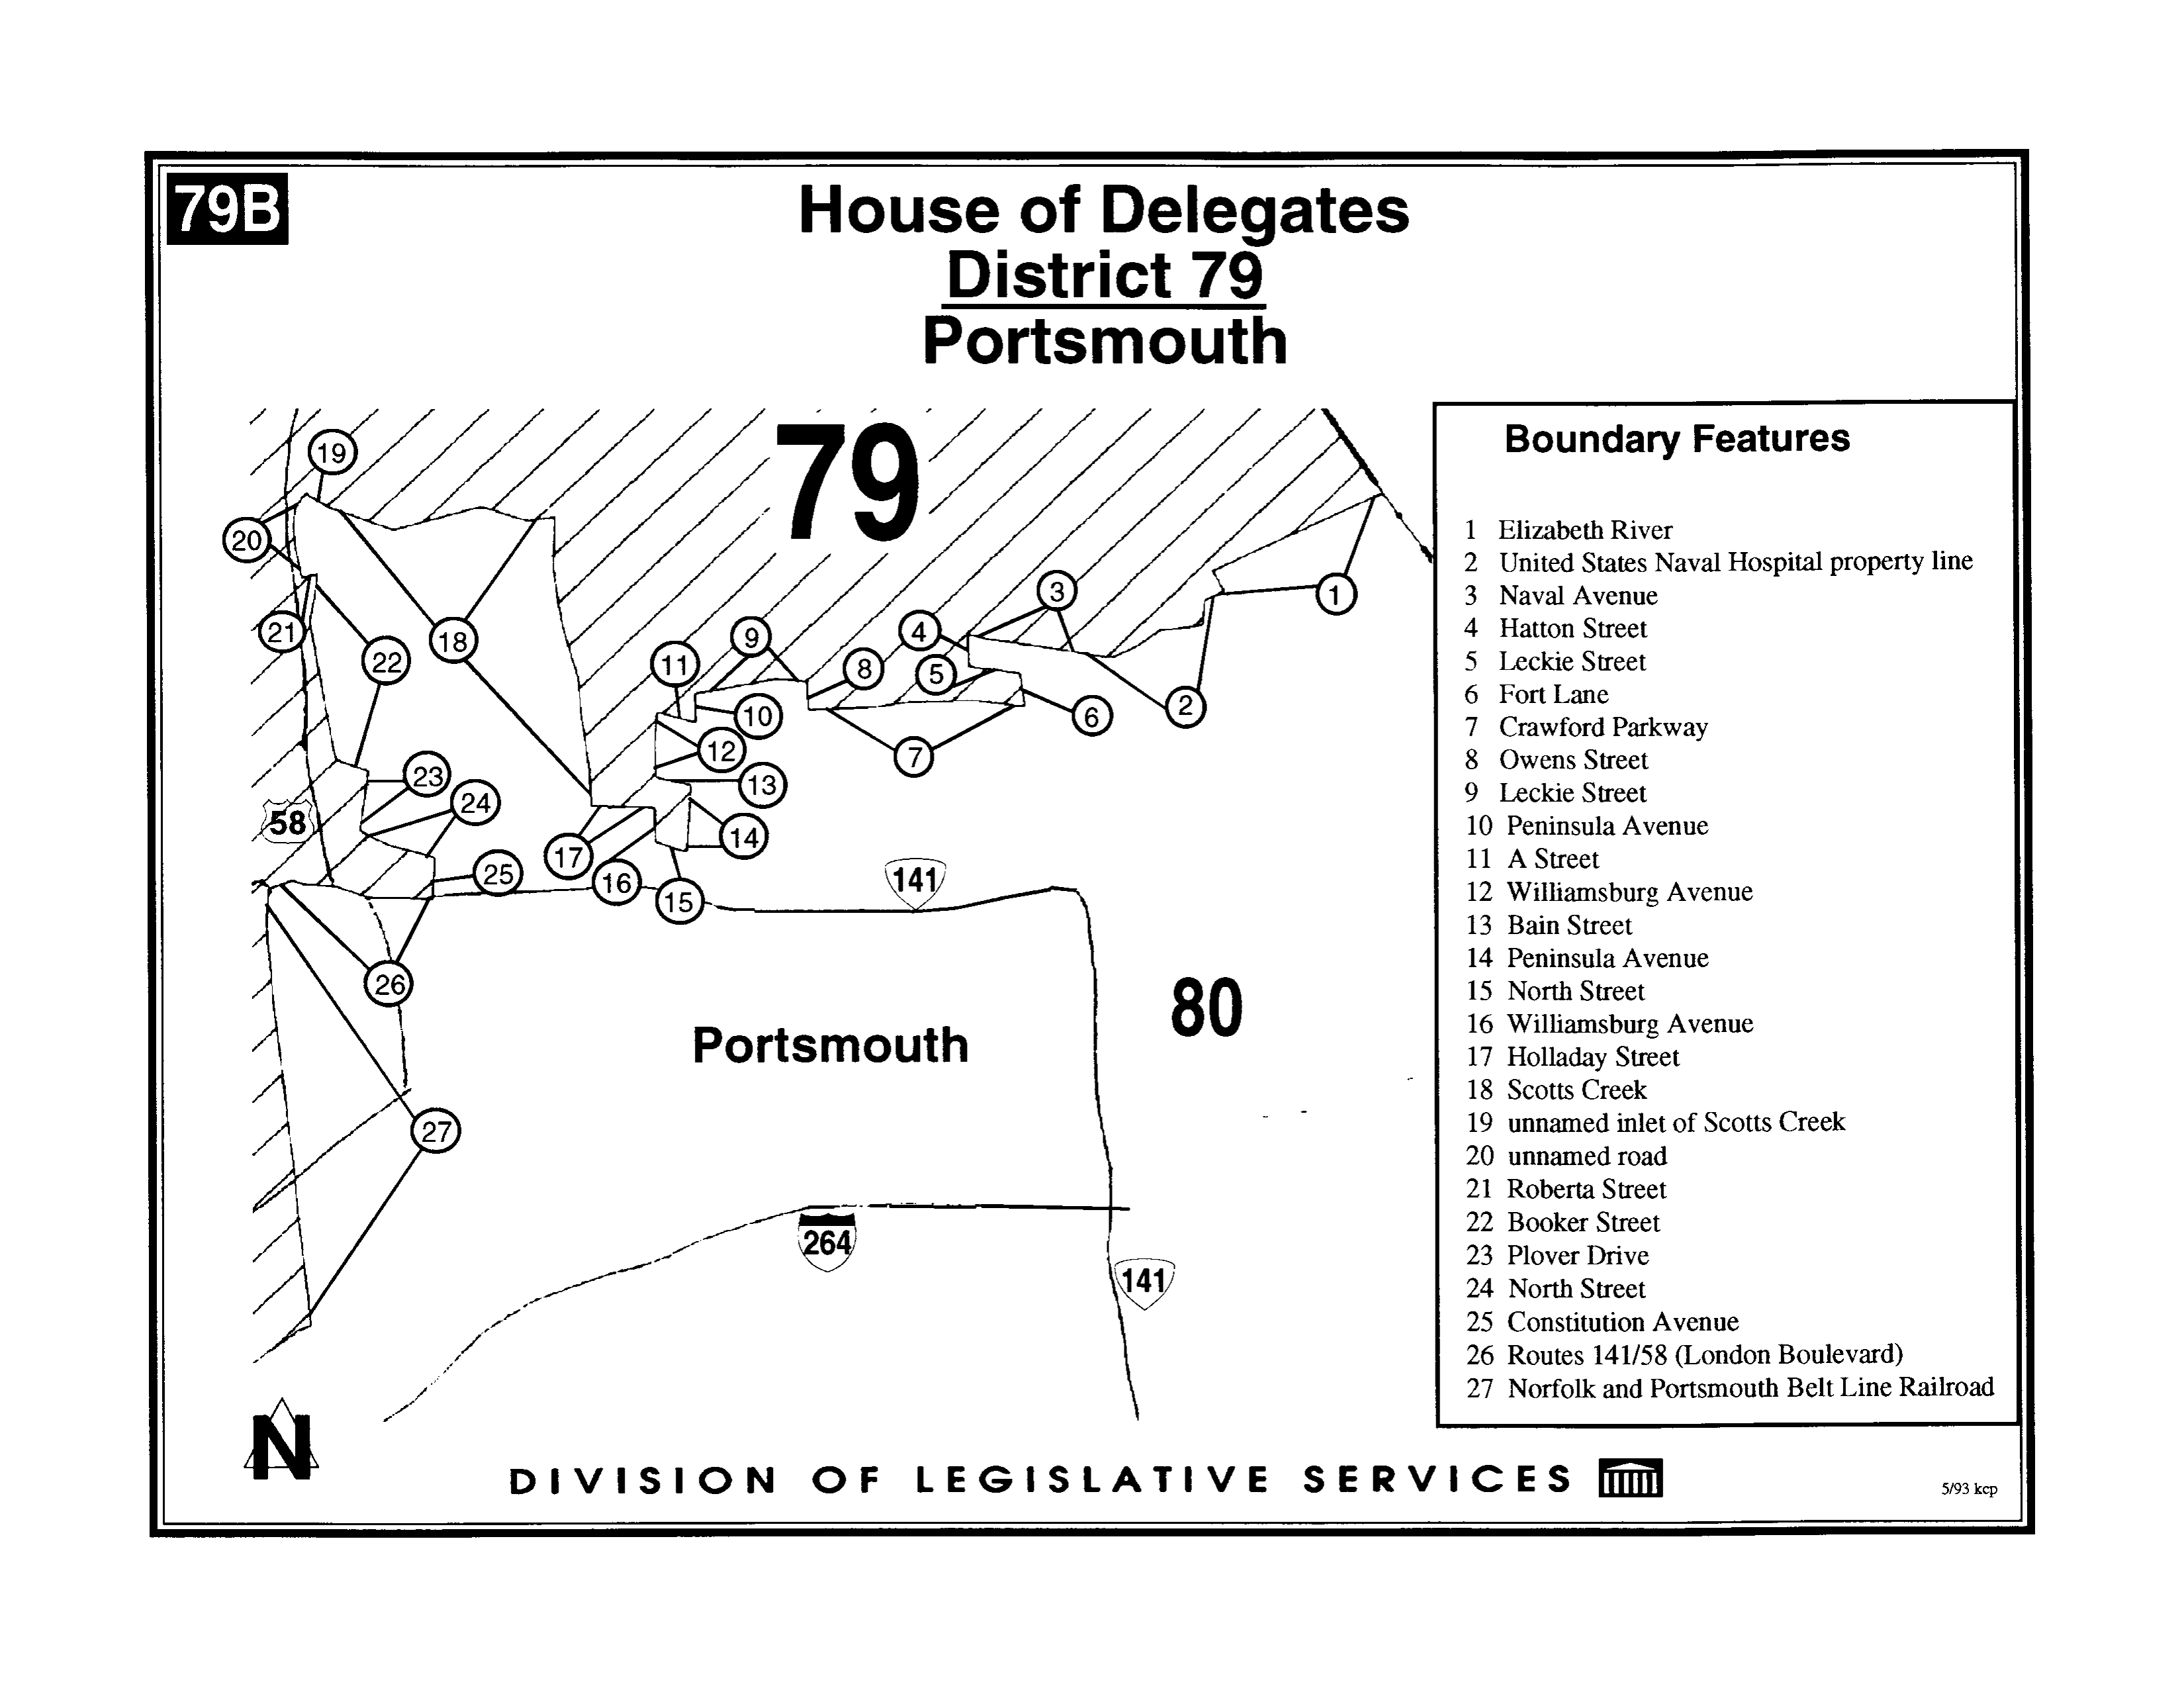 79B
House of Delegates
District 79
Portsmouth
79
19
20
21
22
18
11
9
10
12
13
14
8
4
5
3
7
6
2
1
23
24
58
25
17
16
15
141
26
80
Portsmouth
27
264
141
Boundary Features
1 Elizabeth River
2 United States Naval Hospital property line
3 Naval Avenue
4 Hatton Street
5 Leckie Street
6 Fort Lane
7 Crawford Parkway
8 Owens Street
9 Leckie Street
10 Peninsula Avenue
11 A Street
12 Williamsburg Avenue
13 Bain Street
14 Peninsula Avenue
15 North Street
16 Williamsburg Avenue
17 Holladay Street
18 Scotts Creek
19 unnamed inlet of Scotts Creek
20 unnamed road
21 Roberta Street
22 Booker Street
23 Plover Drive
24 North Street
25 Constitution Avenue
26 Routes 141/58 (London Boulevard)
27 Norfolk and Portsmouth Belt Line Railroad
N
DIVISION OF LEGISLATIVE SERVICES
5/93 kcp